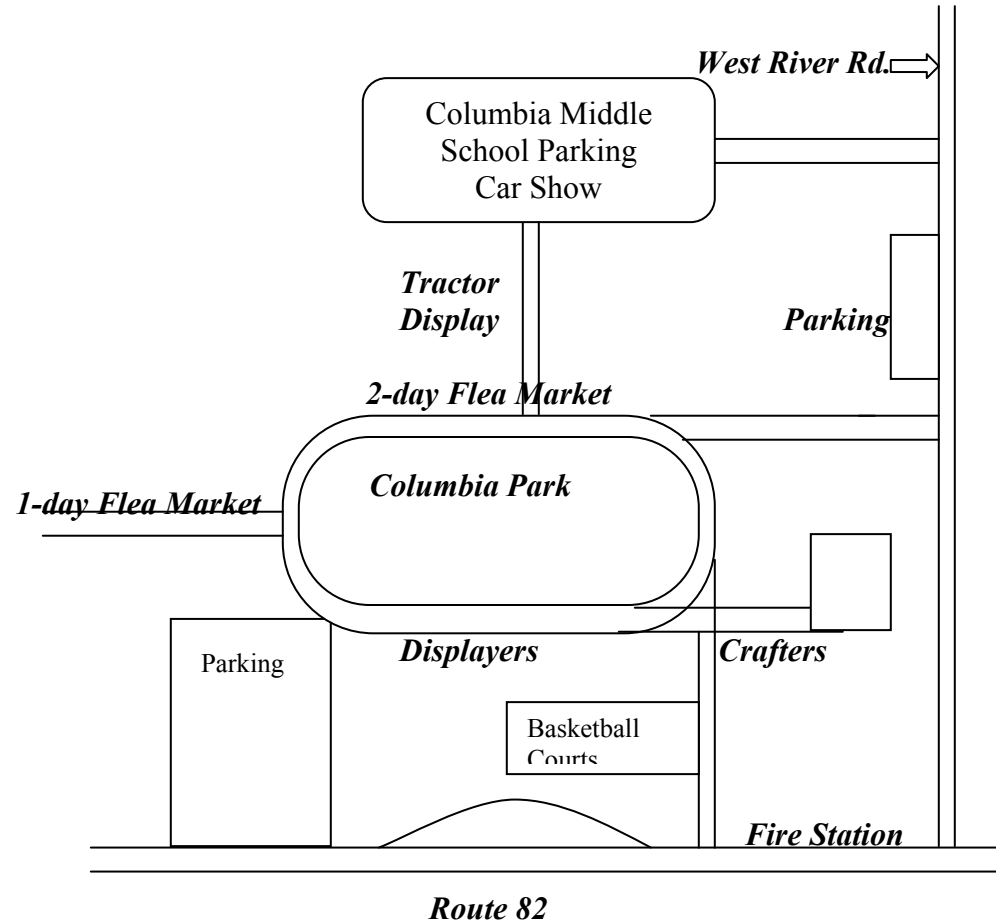 West River Rd.
Columbia Middle
School Parking
Car Show
Tractor
Display
Parking
2-day Flea Market
Columbia Park
1-day Flea Market
Displayers
Crafters
Parking
Basketball
Courts
Fire Station
Route 82